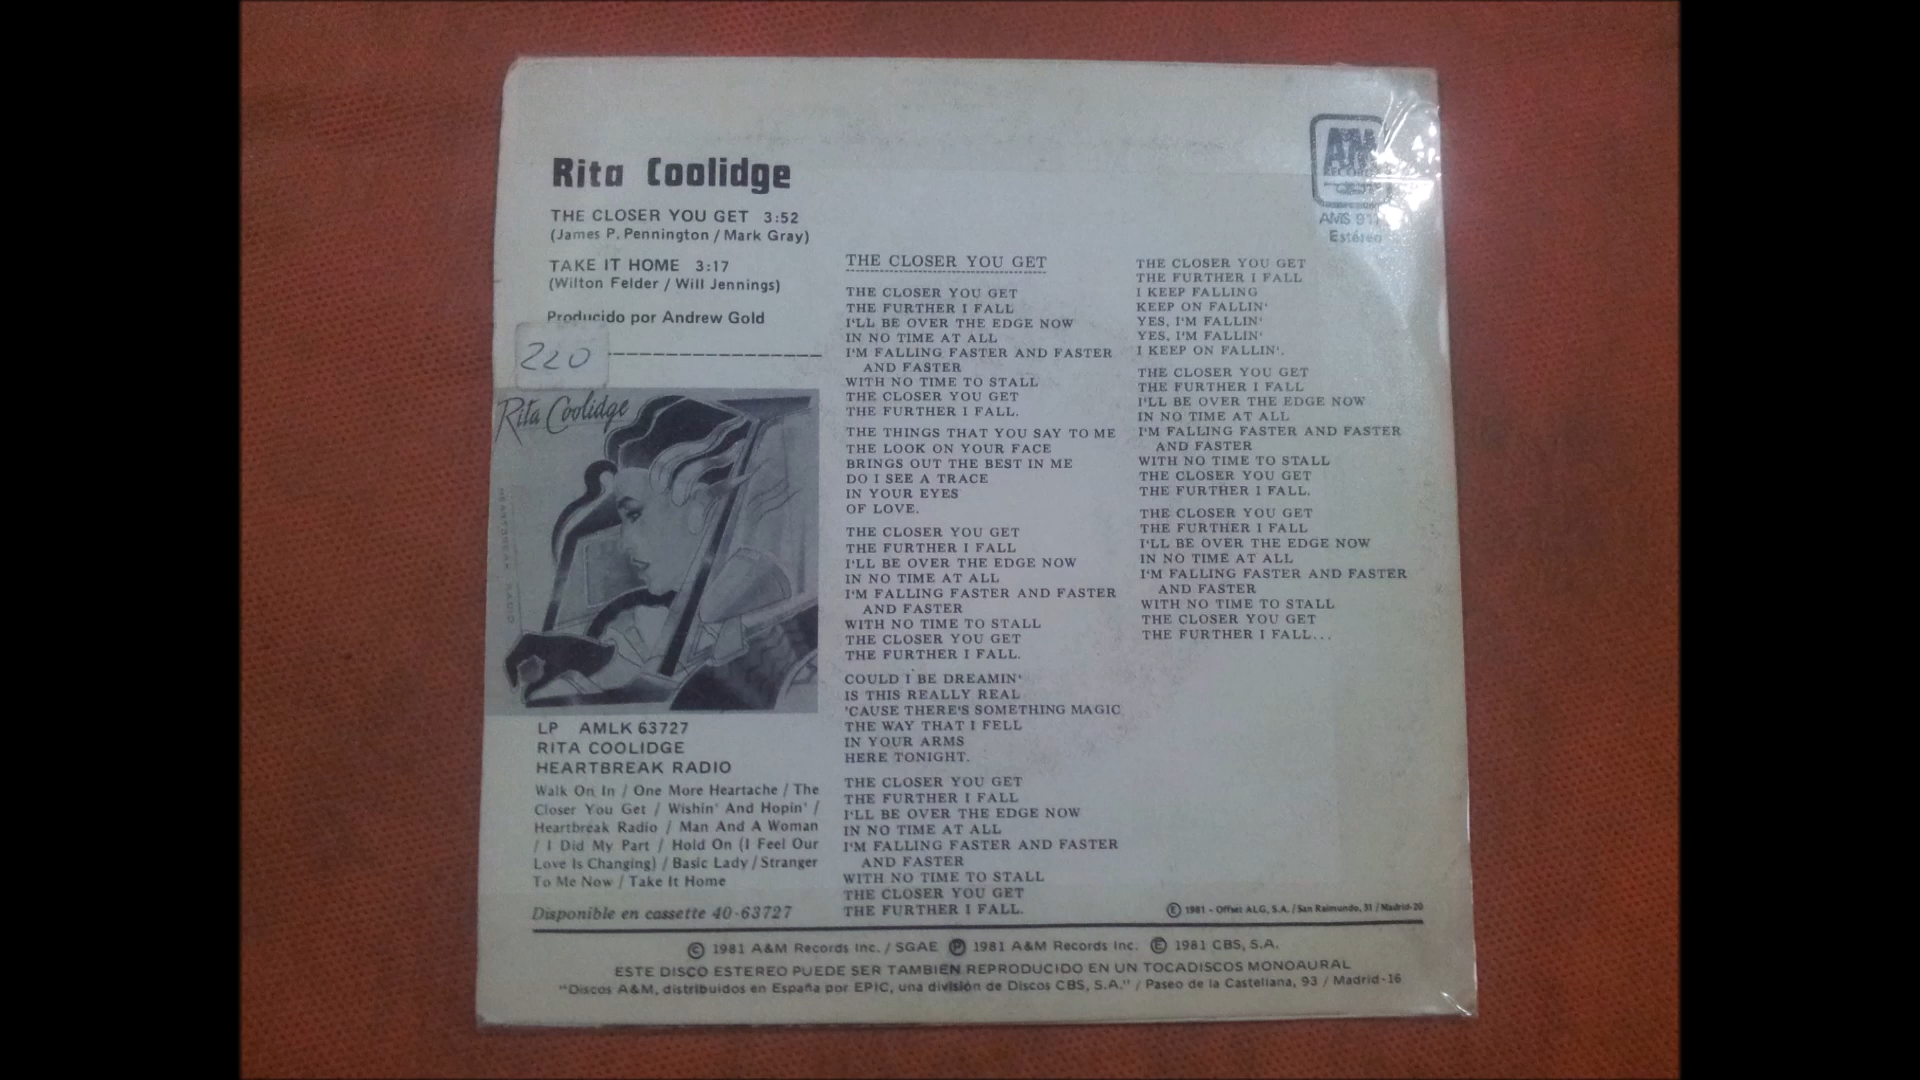 Rita Coolidge
THE CLOSER YOU GET 3:52
(James P. Pennington / Mark Gray)
TAKE IT HOME 3:17
(Wilton Felder / Will Jennings)
Producido por Andrew Gold
220
A&M
RECORDS
AMS
Estéreo
Rita Coolidge
HEARTBREAK RADIO
LP AMLK 63727
RITA COOLIDGE
HEARTBREAK RADIO
Walk On In / One More Heartache / The
Closer You Get / Wishin' And Hopin' /
Heartbreak Radio / Man And A Woman
/ I Did My Part / Hold On (I Feel Our
Love Is Changing) / Basic Lady / Stranger
To Me Now / Take It Home
Disponible en cassette 40-63727
THE CLOSER YOU GET
THE CLOSER YOU GET
THE FURTHER I FALL
I'LL BE OVER THE EDGE NOW
IN NO TIME AT ALL
I'M FALLING FASTER AND FASTER
AND FASTER
WITH NO TIME TO STALL
THE CLOSER YOU GET
THE FURTHER I FALL.
THE THINGS THAT YOU SAY TO ME
THE LOOK ON YOUR FACE
BRINGS OUT THE BEST IN ME
DO I SEE A TRACE
IN YOUR EYES
OF LOVE.
THE CLOSER YOU GET
THE FURTHER I FALL
I'LL BE OVER THE EDGE NOW
IN NO TIME AT ALL
I'M FALLING FASTER AND FASTER
AND FASTER
WITH NO TIME TO STALL
THE CLOSER YOU GET
THE FURTHER I FALL.
COULD I BE DREAMIN'
IS THIS REALLY REAL
'CAUSE THERE'S SOMETHING MAGIC
THE WAY THAT I FELL
IN YOUR ARMS
HERE TONIGHT.
THE CLOSER YOU GET
THE FURTHER I FALL
I'LL BE OVER THE EDGE NOW
IN NO TIME AT ALL
I'M FALLING FASTER AND FASTER
AND FASTER
WITH NO TIME TO STALL
THE CLOSER YOU GET
THE FURTHER I FALL.
THE CLOSER YOU GET
THE FURTHER I FALL
I KEEP FALLING
KEEP ON FALLIN'
YES, I'M FALLIN'
YES, I'M FALLIN'
I KEEP ON FALLIN'.
THE CLOSER YOU GET
THE FURTHER I FALL
I'LL BE OVER THE EDGE NOW
IN NO TIME AT ALL
I'M FALLING FASTER AND FASTER
AND FASTER
WITH NO TIME TO STALL
THE CLOSER YOU GET
THE FURTHER I FALL.
THE CLOSER YOU GET
THE FURTHER I FALL
I'LL BE OVER THE EDGE NOW
IN NO TIME AT ALL
I'M FALLING FASTER AND FASTER
AND FASTER
WITH NO TIME TO STALL
THE CLOSER YOU GET
THE FURTHER I FALL...
Ⓔ 1981 - Offset ALG, S.A. / San Raimundo, 31 / Madrid-20
© 1981 A&M Records Inc. / SGAE Ⓟ 1981 A&M Records Inc. Ⓔ 1981 CBS, S.A.
ESTE DISCO ESTEREO PUEDE SER TAMBIEN REPRODUCIDO EN UN TOCADISCOS MONOAURAL
"Discos A&M, distribuidos en España por EPIC, una división de Discos CBS, S.A." / Paseo de la Castellana, 93 / Madrid-16